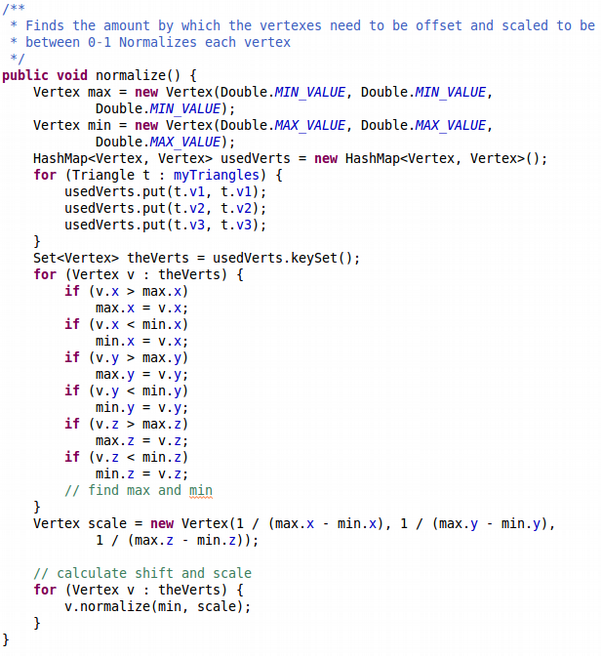 /**
 * Finds the amount by which the vertexes need to be offset and scaled to be
 * between 0-1 Normalizes each vertex
 */
public void normalize() {
    Vertex max = new Vertex(Double.MIN_VALUE, Double.MIN_VALUE,
            Double.MIN_VALUE);
    Vertex min = new Vertex(Double.MAX_VALUE, Double.MAX_VALUE,
            Double.MAX_VALUE);
    HashMap<Vertex, Vertex> usedVerts = new HashMap<Vertex, Vertex>();
    for (Triangle t : myTriangles) {
        usedVerts.put(t.v1, t.v1);
        usedVerts.put(t.v2, t.v2);
        usedVerts.put(t.v3, t.v3);
    }
    Set<Vertex> theVerts = usedVerts.keySet();
    for (Vertex v : theVerts) {
        if (v.x > max.x)
            max.x = v.x;
        if (v.x < min.x)
            min.x = v.x;
        if (v.y > max.y)
            max.y = v.y;
        if (v.y < min.y)
            min.y = v.y;
        if (v.z > max.z)
            max.z = v.z;
        if (v.z < min.z)
            min.z = v.z;
        // find max and min
    }
    Vertex scale = new Vertex(1 / (max.x - min.x), 1 / (max.y - min.y),
            1 / (max.z - min.z));

    // calculate shift and scale
    for (Vertex v : theVerts) {
        v.normalize(min, scale);
    }
}